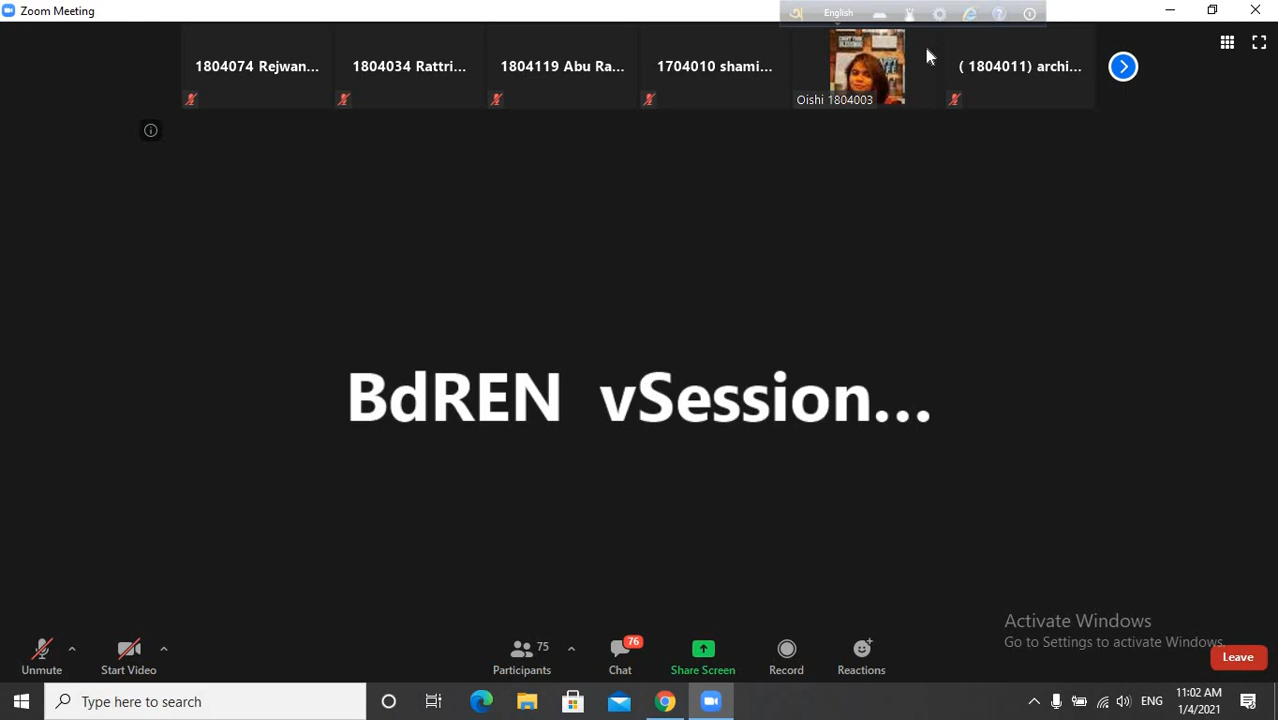 Zoom Meeting
অ English
1804074 Rejwan...
1804034 Rattri...
1804119 Abu Ra...
1704010 shami...
Oishi 1804003
( 1804011) archi...
BdREN vSession...
Activate Windows
Go to Settings to activate Windows.
Unmute
Start Video
75
Participants
76
Chat
Share Screen
Record
Reactions
Leave
Type here to search
ENG
11:02 AM
1/4/2021